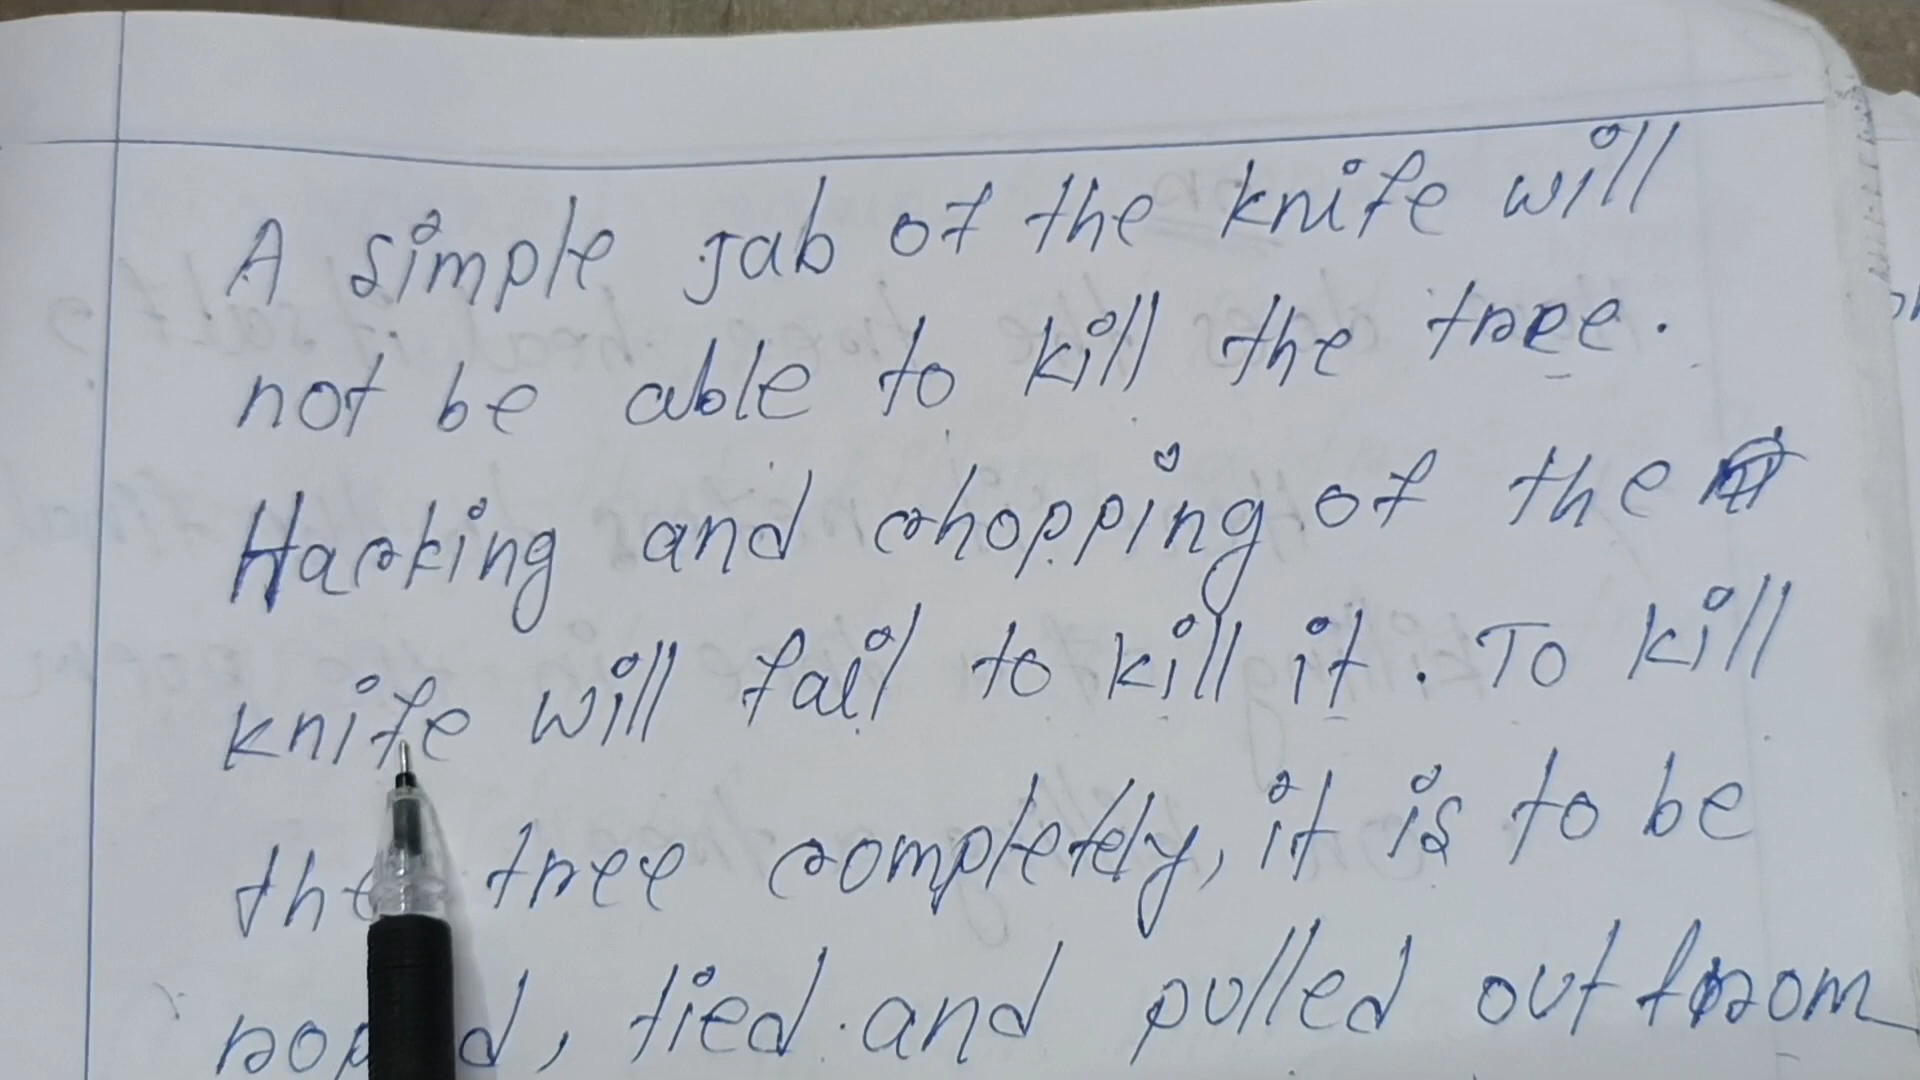 A simple jab of the knife will
not be able to kill the tree.
Hacking and chopping of the
knife will fail to kill it. To kill
the tree completely, it is to be
roped, tied and pulled out from